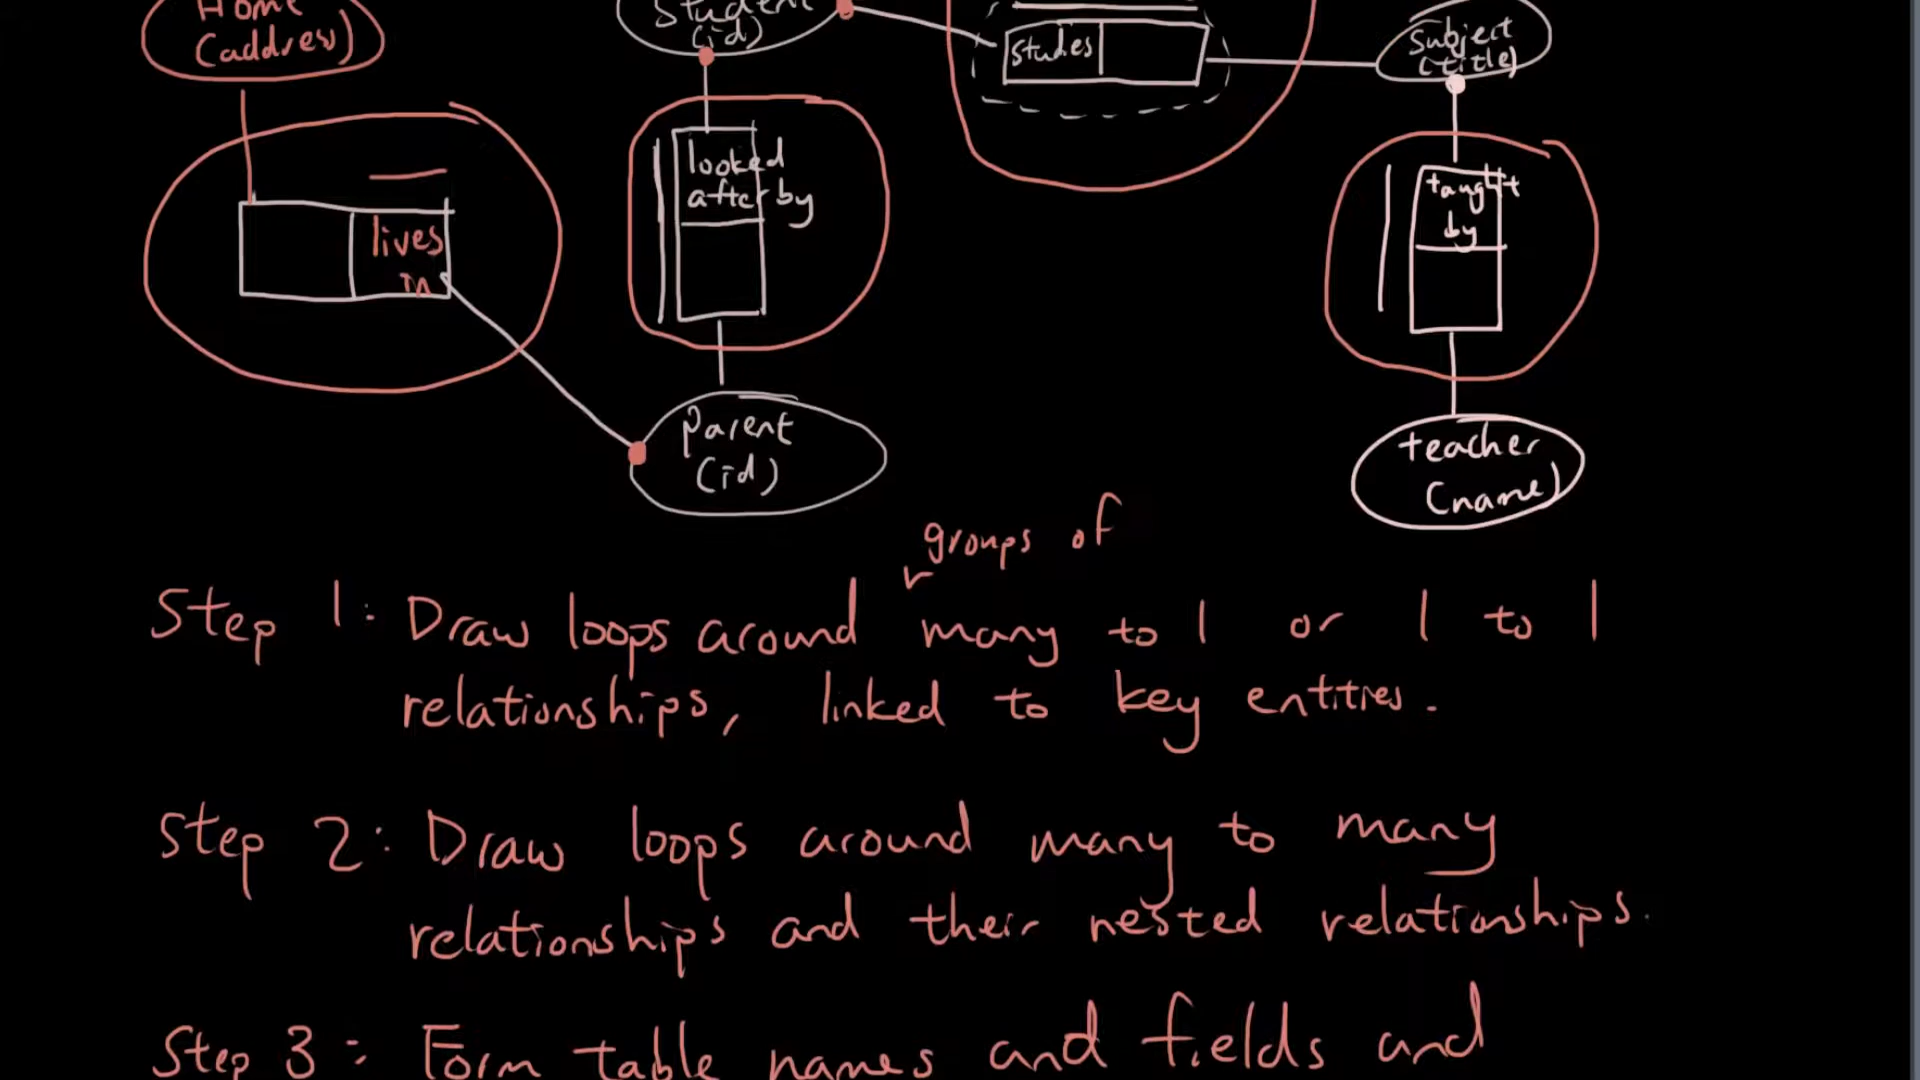 Home
(address)
Student
(id)
studies
Subject
(title)
looked
after by
taught
by
lives
in
Parent
(id)
teacher
(name)
groups of
Step 1: Draw loops around many to 1 or 1 to 1
relationships, linked to key entities.
Step 2: Draw loops around many to many
relationships and their nested relationships.
Step 3: Form table names and fields and